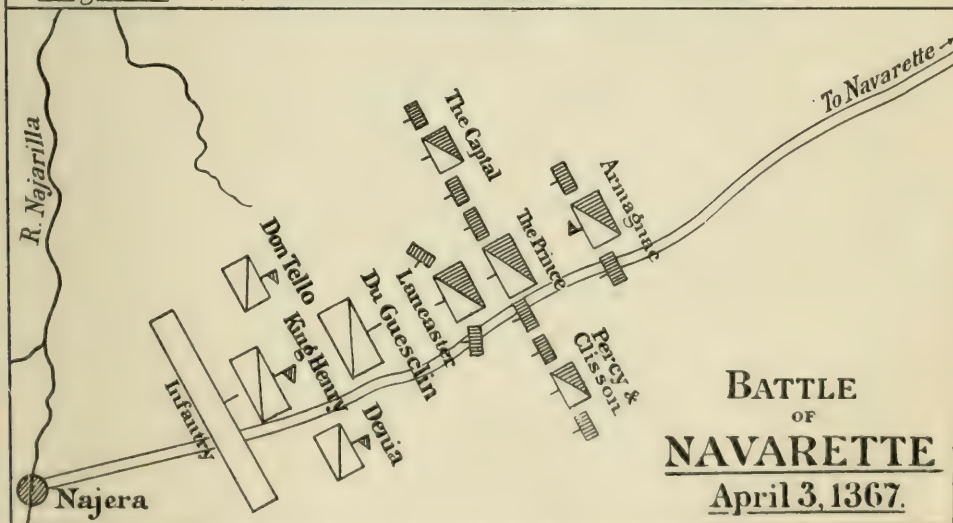 To Navarette
R. Najarilla
The Captal
Armagnac
Don Tello
The Prince
Lancaster
Du Guesclin
King Henry
Percy &
Clisson
Infantry
Denia
Najera
BATTLE
OF
NAVARETTE
April 3, 1367.